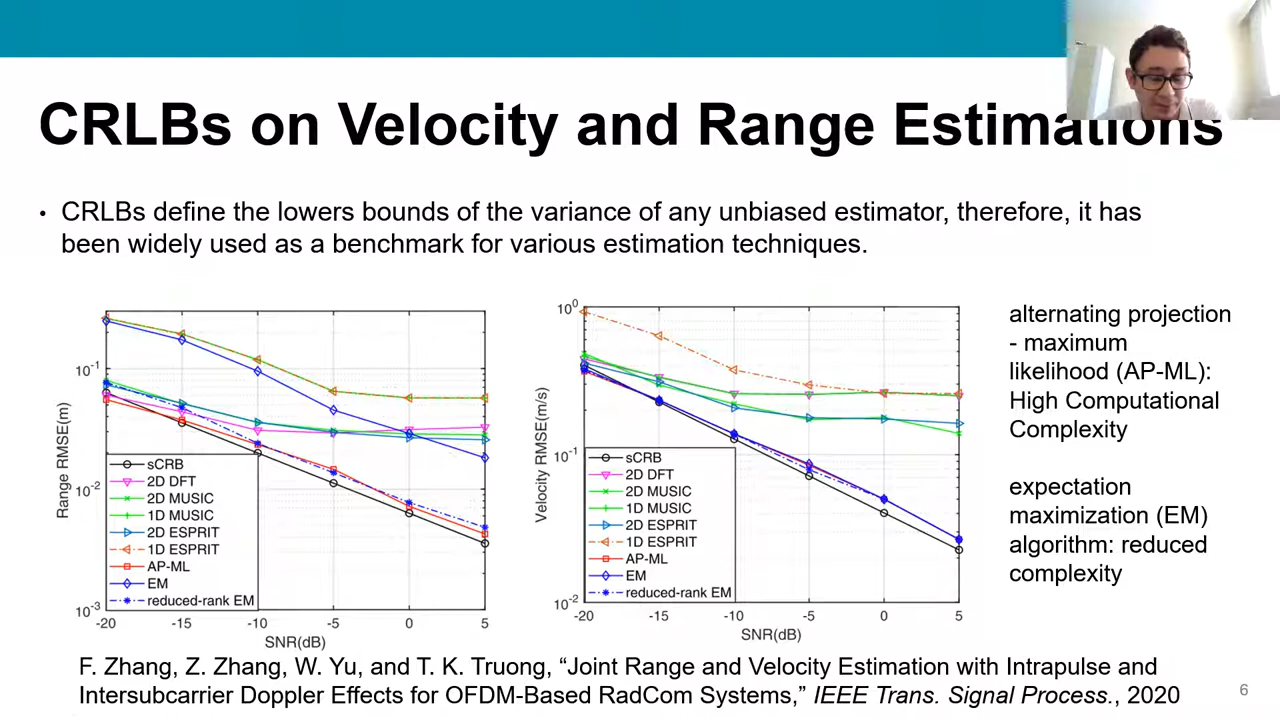 CRLBs on Velocity and Range Estimations
• CRLBs define the lowers bounds of the variance of any unbiased estimator, therefore, it has
been widely used as a benchmark for various estimation techniques.
Range RMSE(m)
10-1
10-2
10-3
sCRB
2D DFT
2D MUSIC
1D MUSIC
2D ESPRIT
1D ESPRIT
AP-ML
EM
reduced-rank EM
-20 -15 -10 -5 0 5
SNR(dB)
Velocity RMSE(m/s)
100
10-1
10-2
sCRB
2D DFT
2D MUSIC
1D MUSIC
2D ESPRIT
1D ESPRIT
AP-ML
EM
reduced-rank EM
-20 -15 -10 -5 0 5
SNR(dB)
alternating projection
- maximum
likelihood (AP-ML):
High Computational
Complexity
expectation
maximization (EM)
algorithm: reduced
complexity
F. Zhang, Z. Zhang, W. Yu, and T. K. Truong, “Joint Range and Velocity Estimation with Intrapulse and
Intersubcarrier Doppler Effects for OFDM-Based RadCom Systems,” IEEE Trans. Signal Process., 2020
6